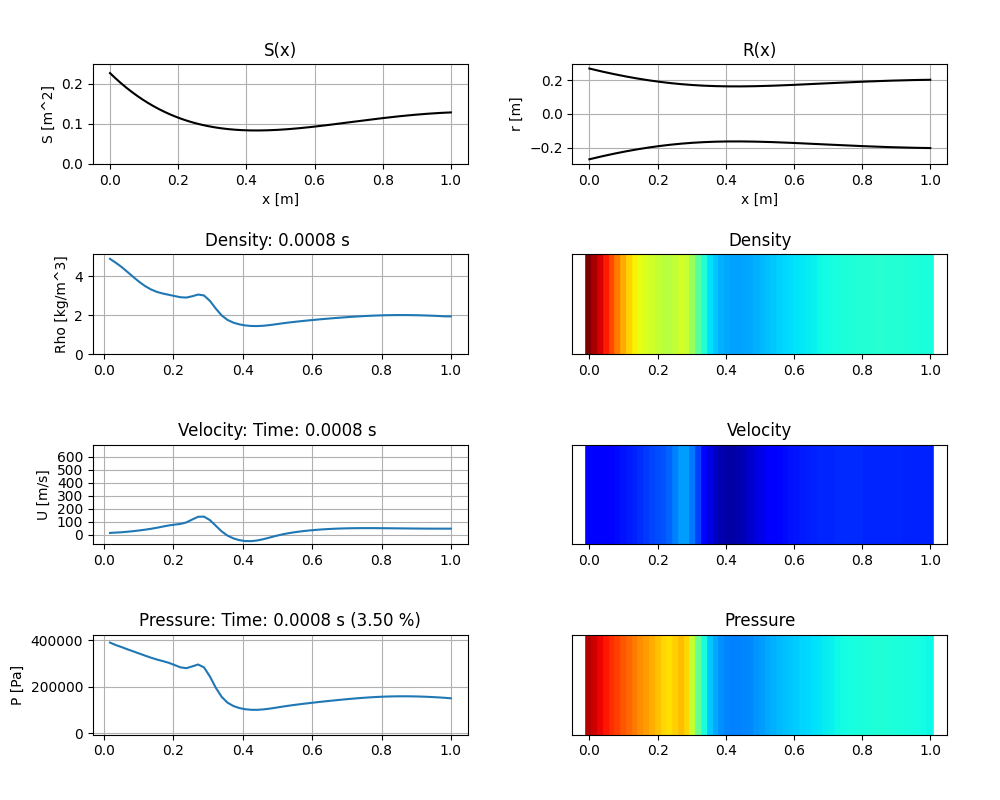 S(x)
S [m^2]
0.2
0.1
0.0
0.0 0.2 0.4 0.6 0.8 1.0
x [m]
R(x)
r [m]
0.2
0.0
−0.2
0.0 0.2 0.4 0.6 0.8 1.0
x [m]
Density: 0.0008 s
Rho [kg/m^3]
4
2
0
0.0 0.2 0.4 0.6 0.8 1.0
Density
0.0 0.2 0.4 0.6 0.8 1.0
Velocity: Time: 0.0008 s
U [m/s]
600
500
400
300
200
100
0
0.0 0.2 0.4 0.6 0.8 1.0
Velocity
0.0 0.2 0.4 0.6 0.8 1.0
Pressure: Time: 0.0008 s (3.50 %)
P [Pa]
400000
200000
0
0.0 0.2 0.4 0.6 0.8 1.0
Pressure
0.0 0.2 0.4 0.6 0.8 1.0